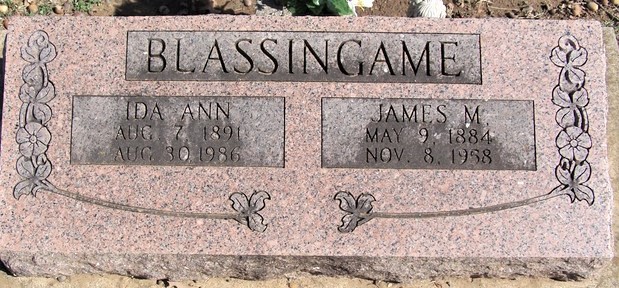 BLASSINGAME
IDA ANN
AUG. 7, 1891
AUG. 30, 1986
JAMES M.
MAY 9, 1884
NOV. 8, 1958